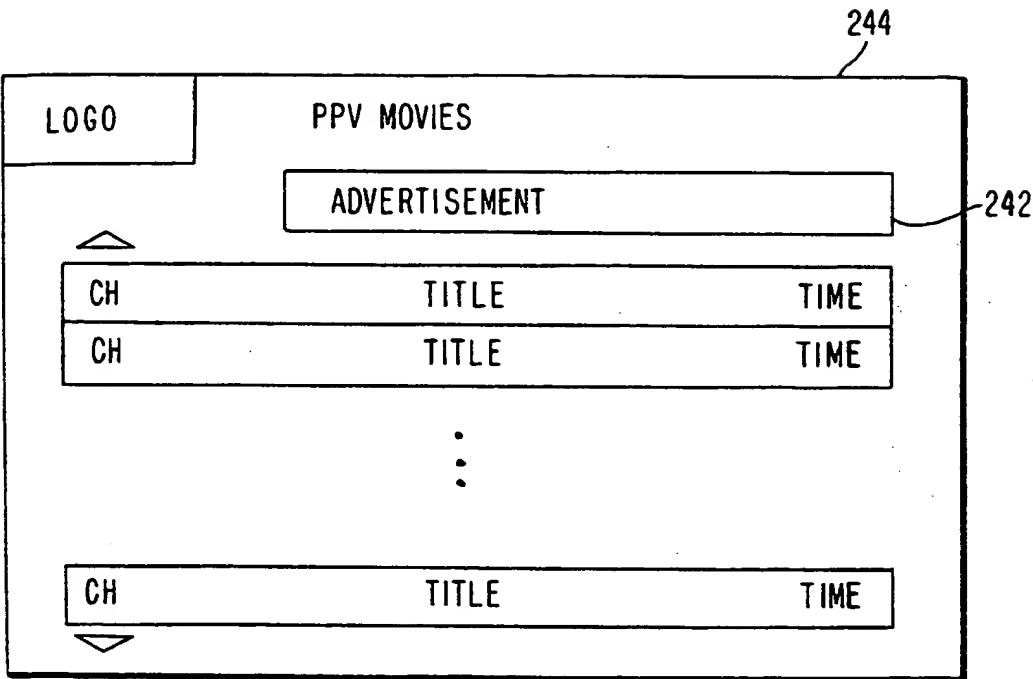 244
LOGO PPV MOVIES
ADVERTISEMENT
242
CH TITLE TIME
CH TITLE TIME
CH TITLE TIME